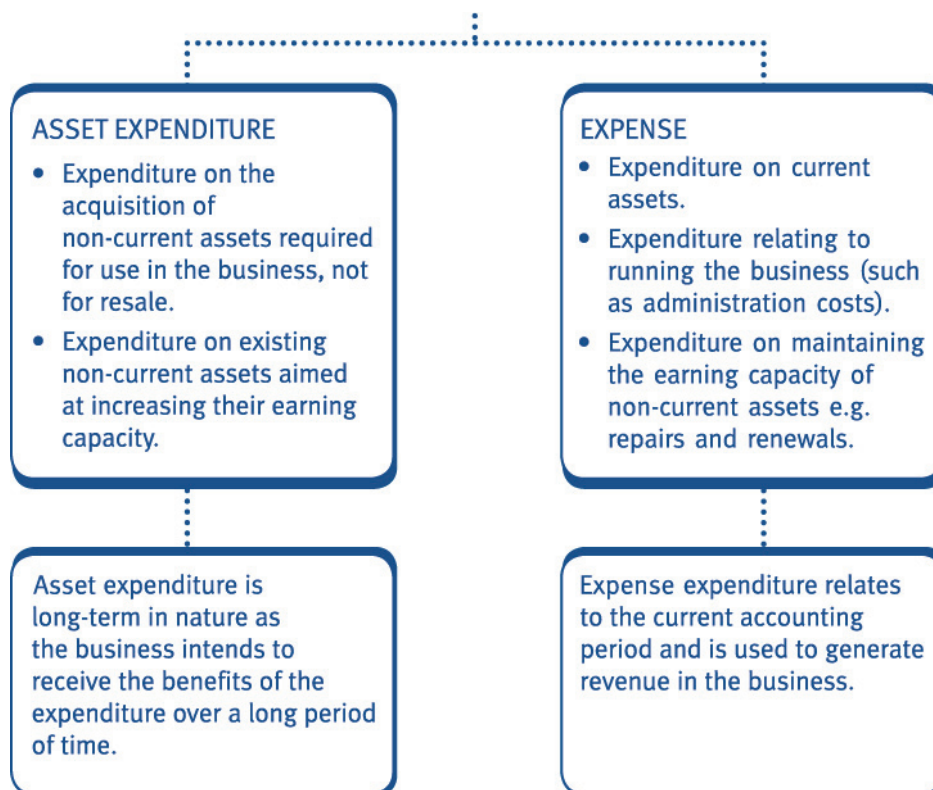 ASSET EXPENDITURE
• Expenditure on the
acquisition of
non-current assets required
for use in the business, not
for resale.
• Expenditure on existing
non-current assets aimed
at increasing their earning
capacity.
Asset expenditure is
long-term in nature as
the business intends to
receive the benefits of the
expenditure over a long period
of time.
EXPENSE
• Expenditure on current
assets.
• Expenditure relating to
running the business (such
as administration costs).
• Expenditure on maintaining
the earning capacity of
non-current assets e.g.
repairs and renewals.
Expense expenditure relates
to the current accounting
period and is used to generate
revenue in the business.